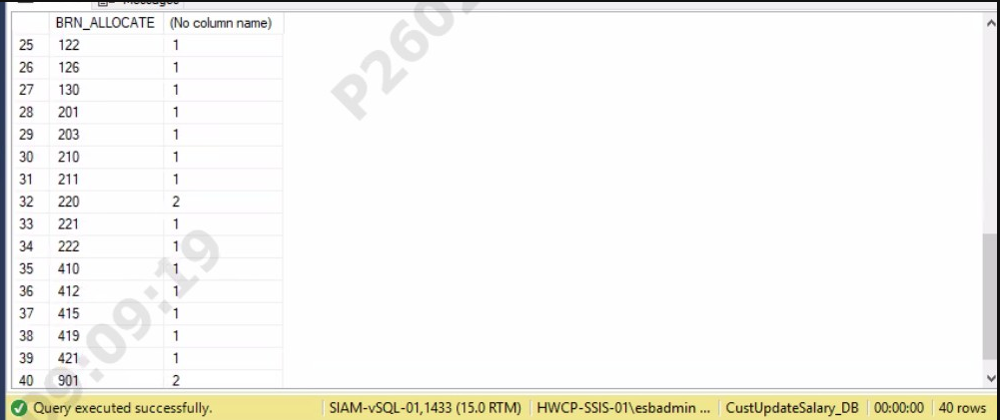 Messages
BRN_ALLOCATE (No column name)
25 122 1
26 126 1
27 130 1
28 201 1
29 203 1
30 210 1
31 211 1
32 220 2
33 221 1
34 222 1
35 410 1
36 412 1
37 415 1
38 419 1
39 421 1
40 901 2
Query executed successfully. SIAM-vSQL-01,1433 (15.0 RTM) HWCP-SSIS-01\esbadmin ... CustUpdateSalary_DB 00:00:00 40 rows
P260
09:09:19